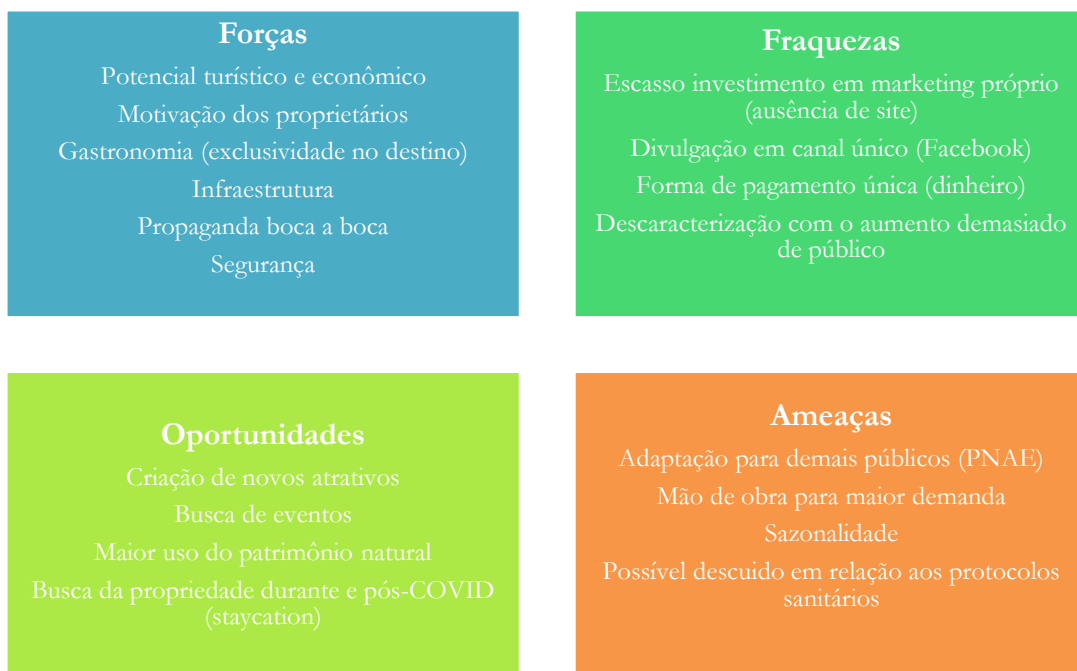 Forças
Potencial turístico e econômico
Motivação dos proprietários
Gastronomia (exclusividade no destino)
Infraestrutura
Propaganda boca a boca
Segurança
Fraquezas
Escasso investimento em marketing próprio
(ausência de site)
Divulgação em canal único (Facebook)
Forma de pagamento única (dinheiro)
Descaracterização com o aumento demasiado
de público
Oportunidades
Criação de novos atrativos
Busca de eventos
Maior uso do patrimônio natural
Busca da propriedade durante e pós-COVID
(staycation)
Ameaças
Adaptação para demais públicos (PNAE)
Mão de obra para maior demanda
Sazonalidade
Possível descuido em relação aos protocolos
sanitários